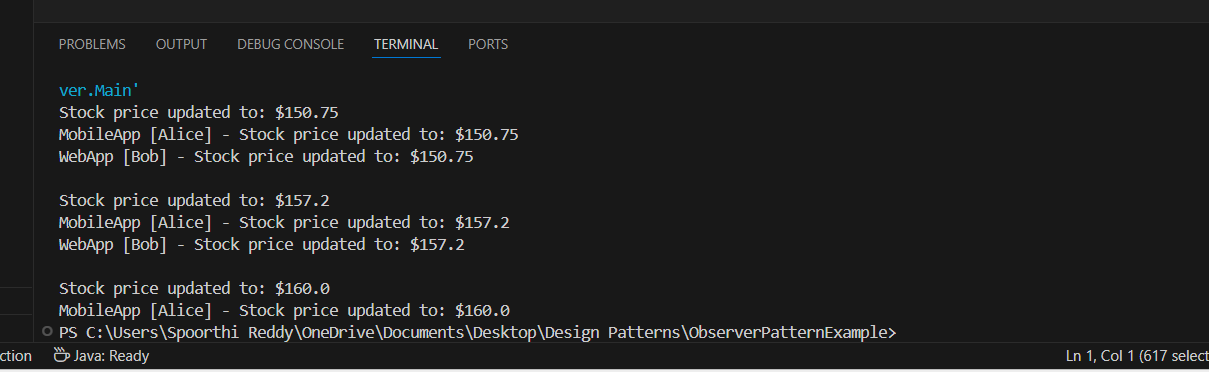 PROBLEMS OUTPUT DEBUG CONSOLE TERMINAL PORTS
ver.Main'
Stock price updated to: $150.75
MobileApp [Alice] - Stock price updated to: $150.75
WebApp [Bob] - Stock price updated to: $150.75
Stock price updated to: $157.2
MobileApp [Alice] - Stock price updated to: $157.2
WebApp [Bob] - Stock price updated to: $157.2
Stock price updated to: $160.0
MobileApp [Alice] - Stock price updated to: $160.0
PS C:\Users\Spoorthi Reddy\OneDrive\Documents\Desktop\Design Patterns\ObserverPatternExample>
ction Java: Ready Ln 1, Col 1 (617 select